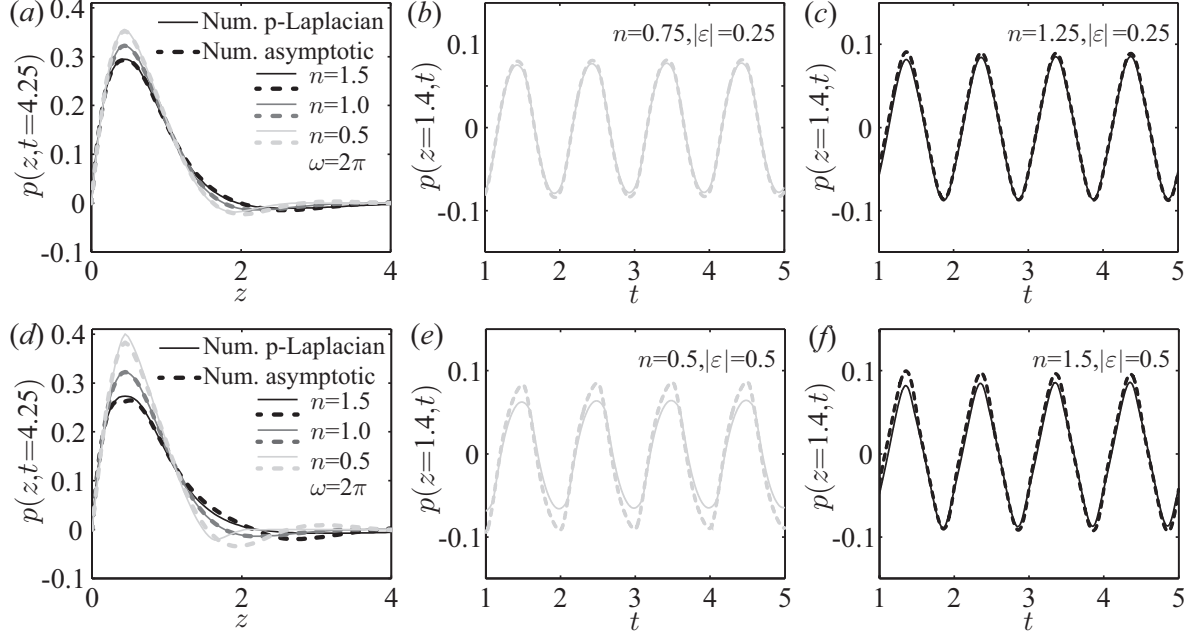 (a)
p(z,t=4.25)
0.4
0.3
0.2
0.1
0
-0.1
0
2
4
z
Num. p-Laplacian
Num. asymptotic
n=1.5
n=1.0
n=0.5
ω=2π
(b)
p(z=1.4,t)
0.1
0
-0.1
1
2
3
4
5
t
n=0.75,|ε|=0.25
(c)
p(z=1.4,t)
0.1
0
-0.1
1
2
3
4
5
t
n=1.25,|ε|=0.25
(d)
p(z,t=4.25)
0.4
0.3
0.2
0.1
0
-0.1
0
2
4
z
Num. p-Laplacian
Num. asymptotic
n=1.5
n=1.0
n=0.5
ω=2π
(e)
p(z=1.4,t)
0.1
0
-0.1
1
2
3
4
5
t
n=0.5,|ε|=0.5
(f)
p(z=1.4,t)
0.1
0
-0.1
1
2
3
4
5
t
n=1.5,|ε|=0.5